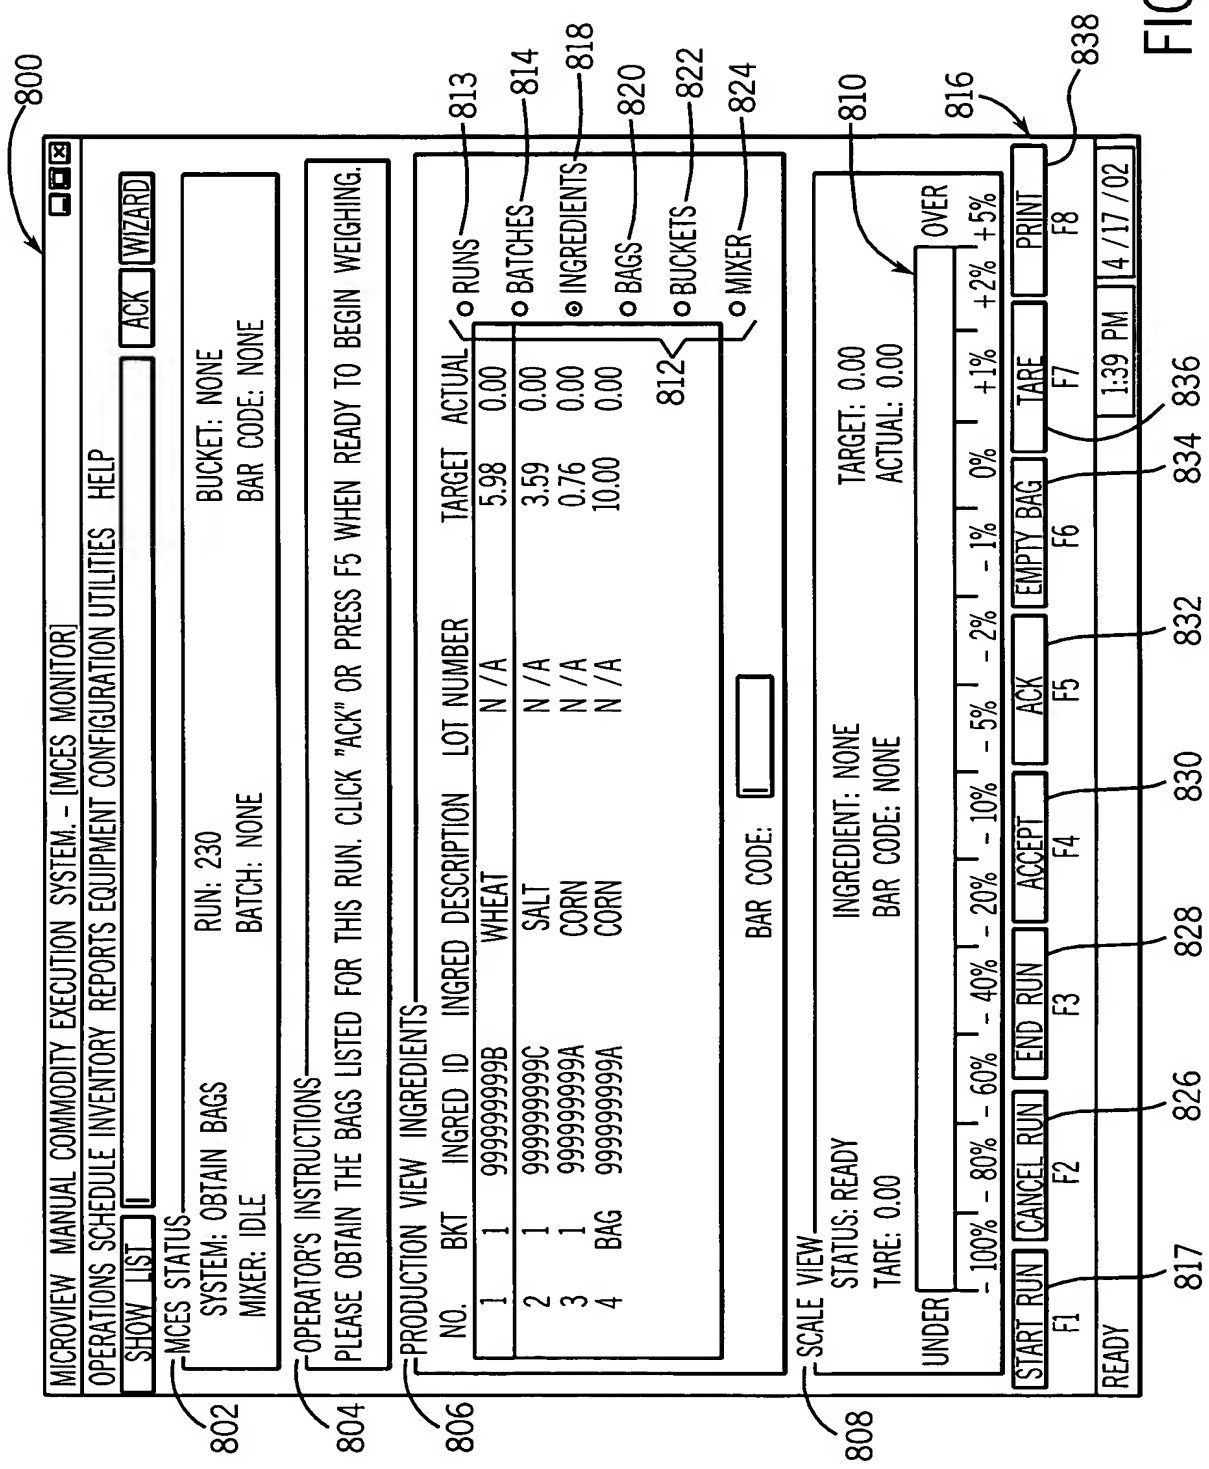 800
MICROVIEW MANUAL COMMODITY EXECUTION SYSTEM. – [MCES MONITOR]
OPERATIONS SCHEDULE INVENTORY REPORTS EQUIPMENT CONFIGURATION UTILITIES HELP
SHOW LIST ACK WIZARD
802 MCES STATUS
SYSTEM: OBTAIN BAGS RUN: 230 BUCKET: NONE
MIXER: IDLE BATCH: NONE BAR CODE: NONE
804 OPERATOR'S INSTRUCTIONS
PLEASE OBTAIN THE BAGS LISTED FOR THIS RUN. CLICK "ACK" OR PRESS F5 WHEN READY TO BEGIN WEIGHING.
806 PRODUCTION VIEW INGREDIENTS
NO. BKT INGRED ID INGRED DESCRIPTION LOT NUMBER TARGET ACTUAL
1 1 999999999B WHEAT N/A 5.98 0.00
2 1 999999999C SALT N/A 3.59 0.00
3 1 999999999A CORN N/A 0.76 0.00
4 BAG 999999999A CORN N/A 10.00 0.00
RUNS 813
BATCHES 814
INGREDIENTS 818
BAGS 820
BUCKETS 822
MIXER 824
812
BAR CODE:
808 SCALE VIEW
STATUS: READY INGREDIENT: NONE TARGET: 0.00
TARE: 0.00 BAR CODE: NONE ACTUAL: 0.00
810
UNDER OVER
- 100% - 80% - 60% - 40% - 20% - 10% - 5% - 2% - 1% 0% +1% +2% +5%
816
START RUN CANCEL RUN END RUN ACCEPT ACK EMPTY BAG TARE PRINT
F1 F2 F3 F4 F5 F6 F7 F8
READY 1:39 PM 4/17/02
817 826 828 830 832 834 836 838